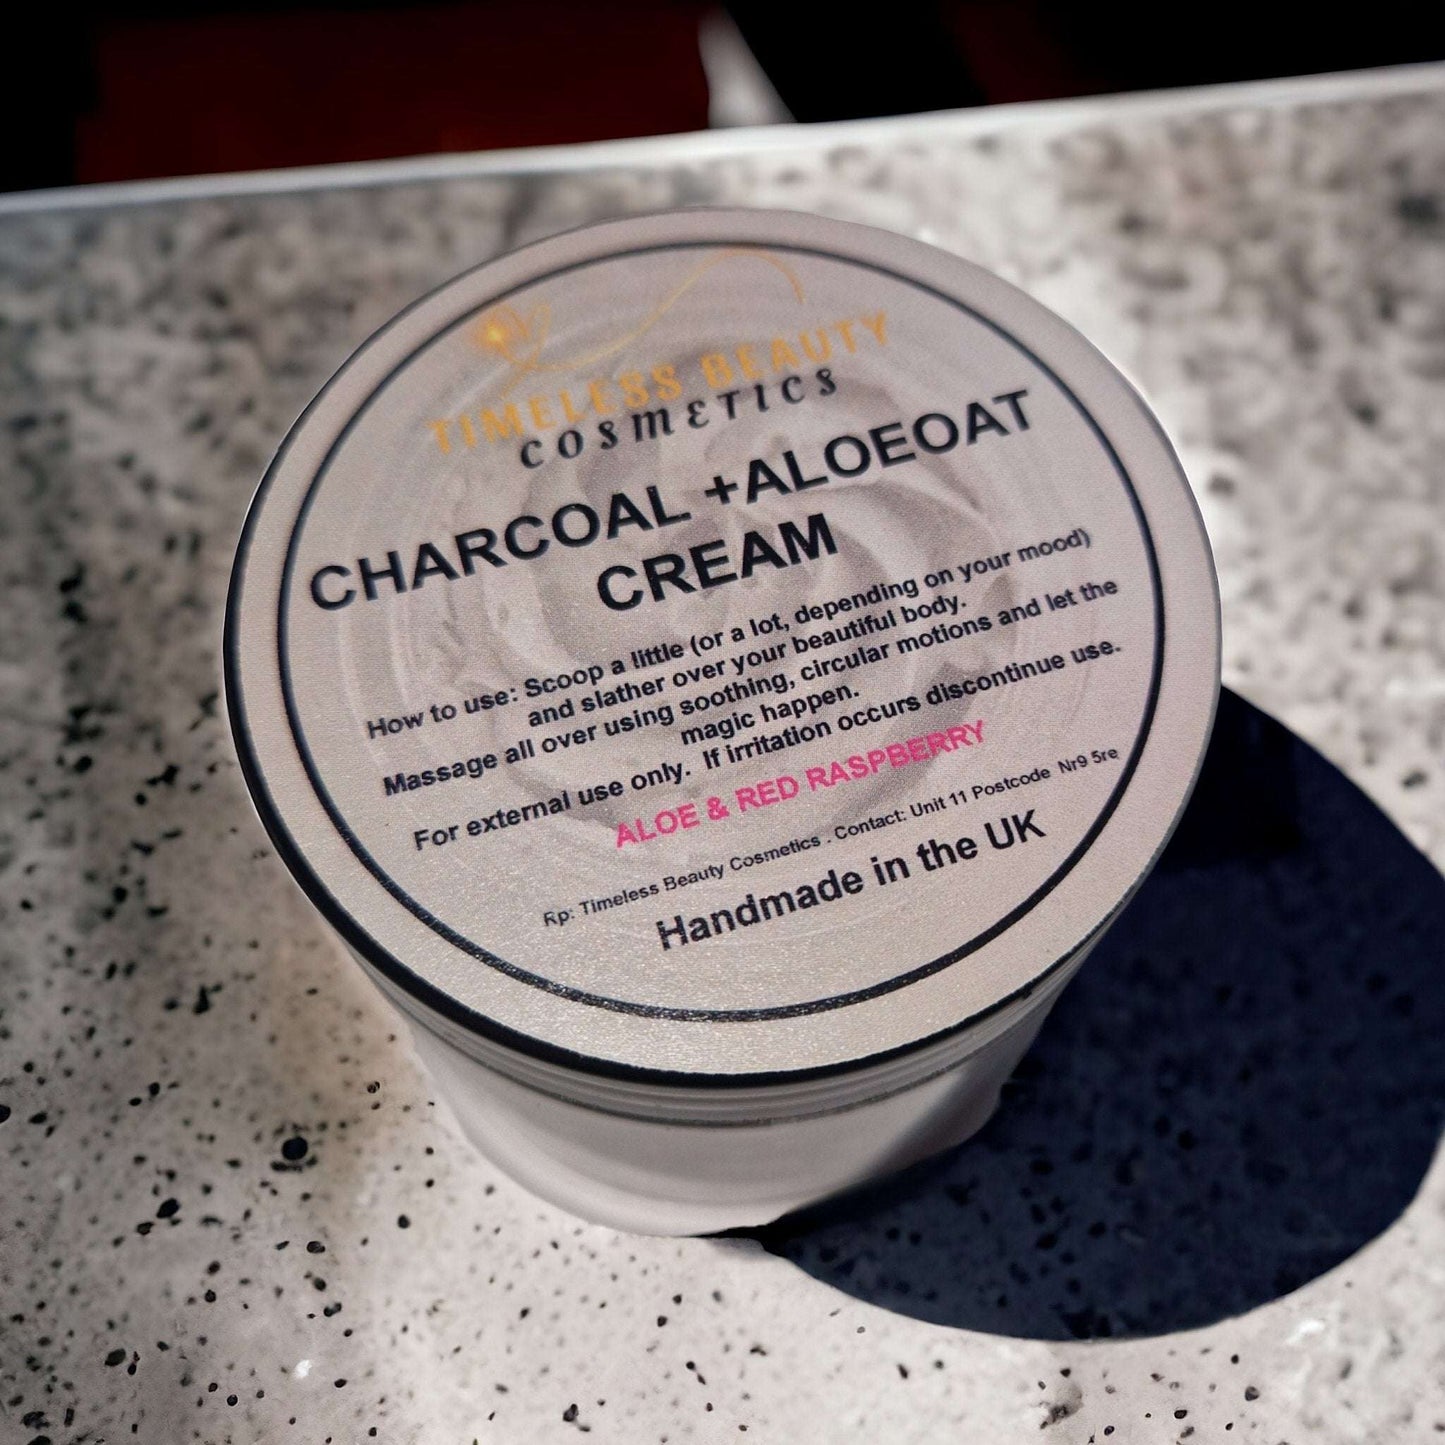 TIMELESS BEAUTY
COSMETICS
CHARCOAL +ALOEOAT
CREAM
How to use: Scoop a little (or a lot, depending on your mood)
and slather over your beautiful body.
Massage all over using soothing, circular motions and let the
magic happen.
For external use only. If irritation occurs discontinue use.
ALOE & RED RASPBERRY
Rp: Timeless Beauty Cosmetics . Contact: Unit 11 Postcode Nr9 5re
Handmade in the UK